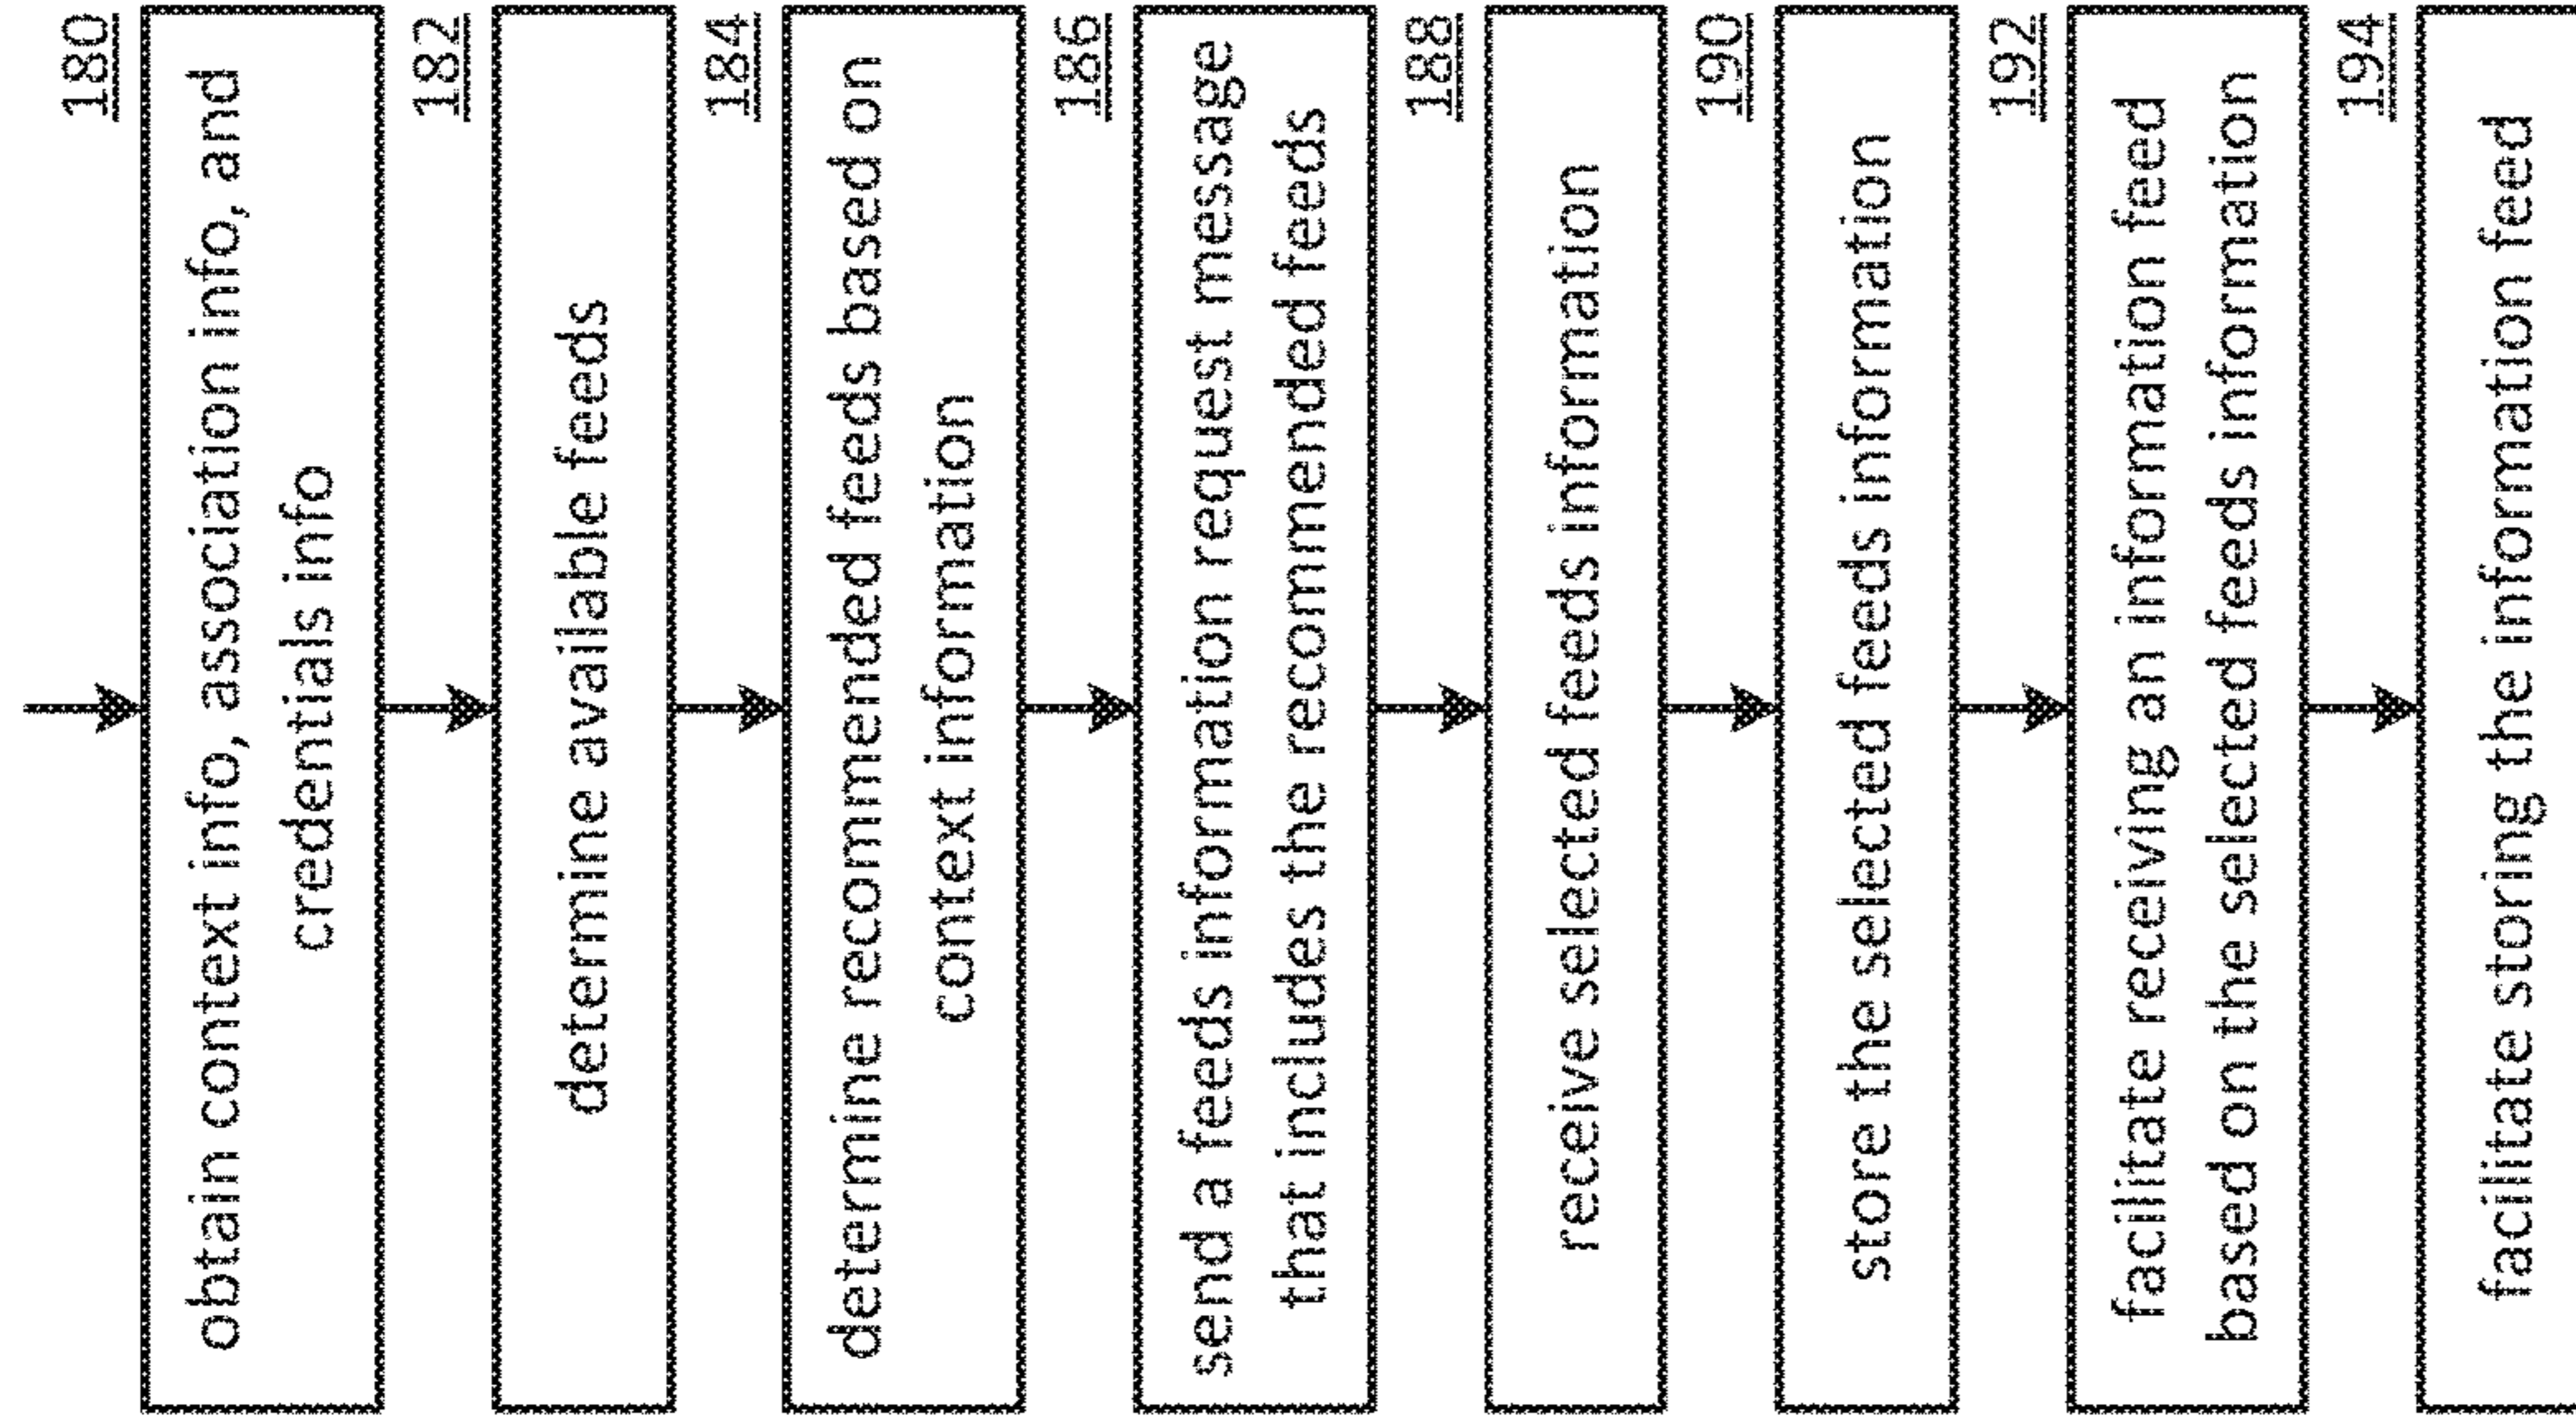 180
obtain context info, association info, and
credentials info
182
determine available feeds
184
determine recommended feeds based on
context information
186
send a feeds information request message
that includes the recommended feeds
188
receive selected feeds information
190
store the selected feeds information
192
facilitate receiving an information feed
based on the selected feeds information
194
facilitate storing the information feed